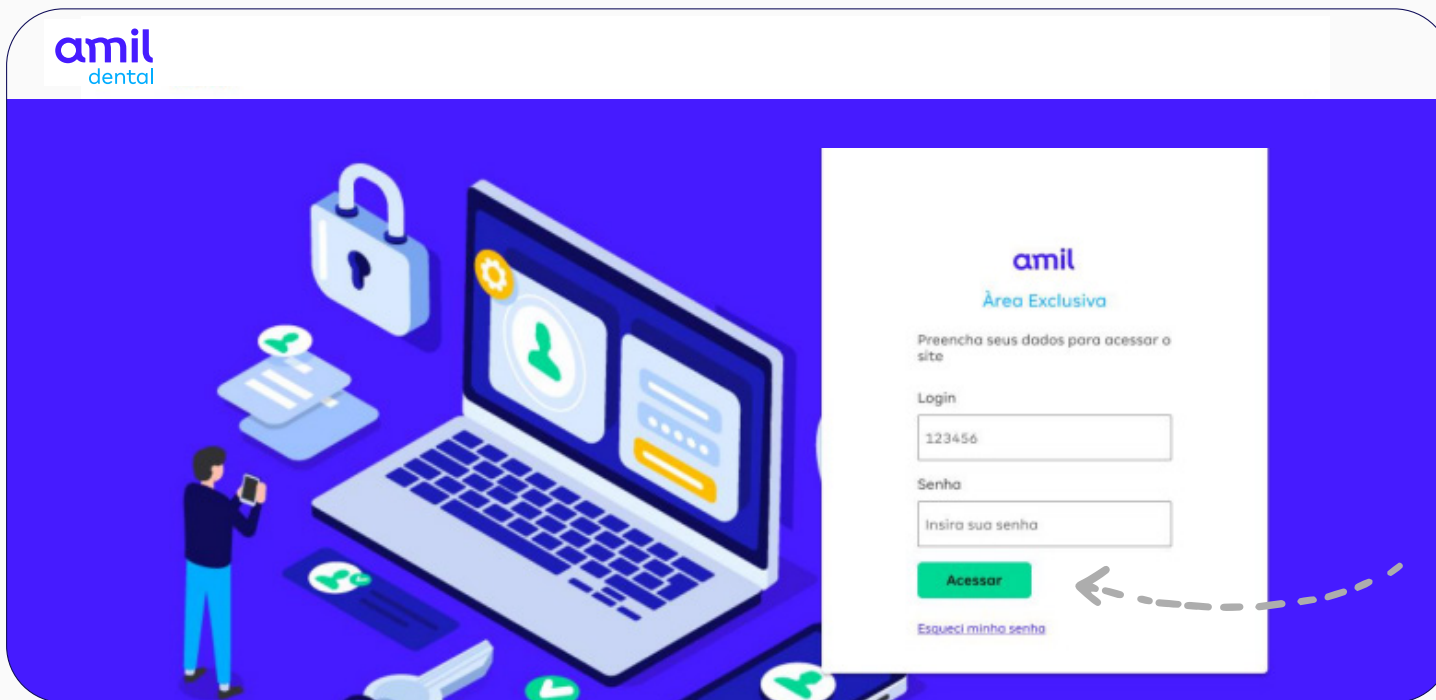 amil
dental
amil
Àrea Exclusiva
Preencha seus dados para acessar o
site
Login
123456
Senha
Insira sua senha
Acessar
Esqueci minha senha